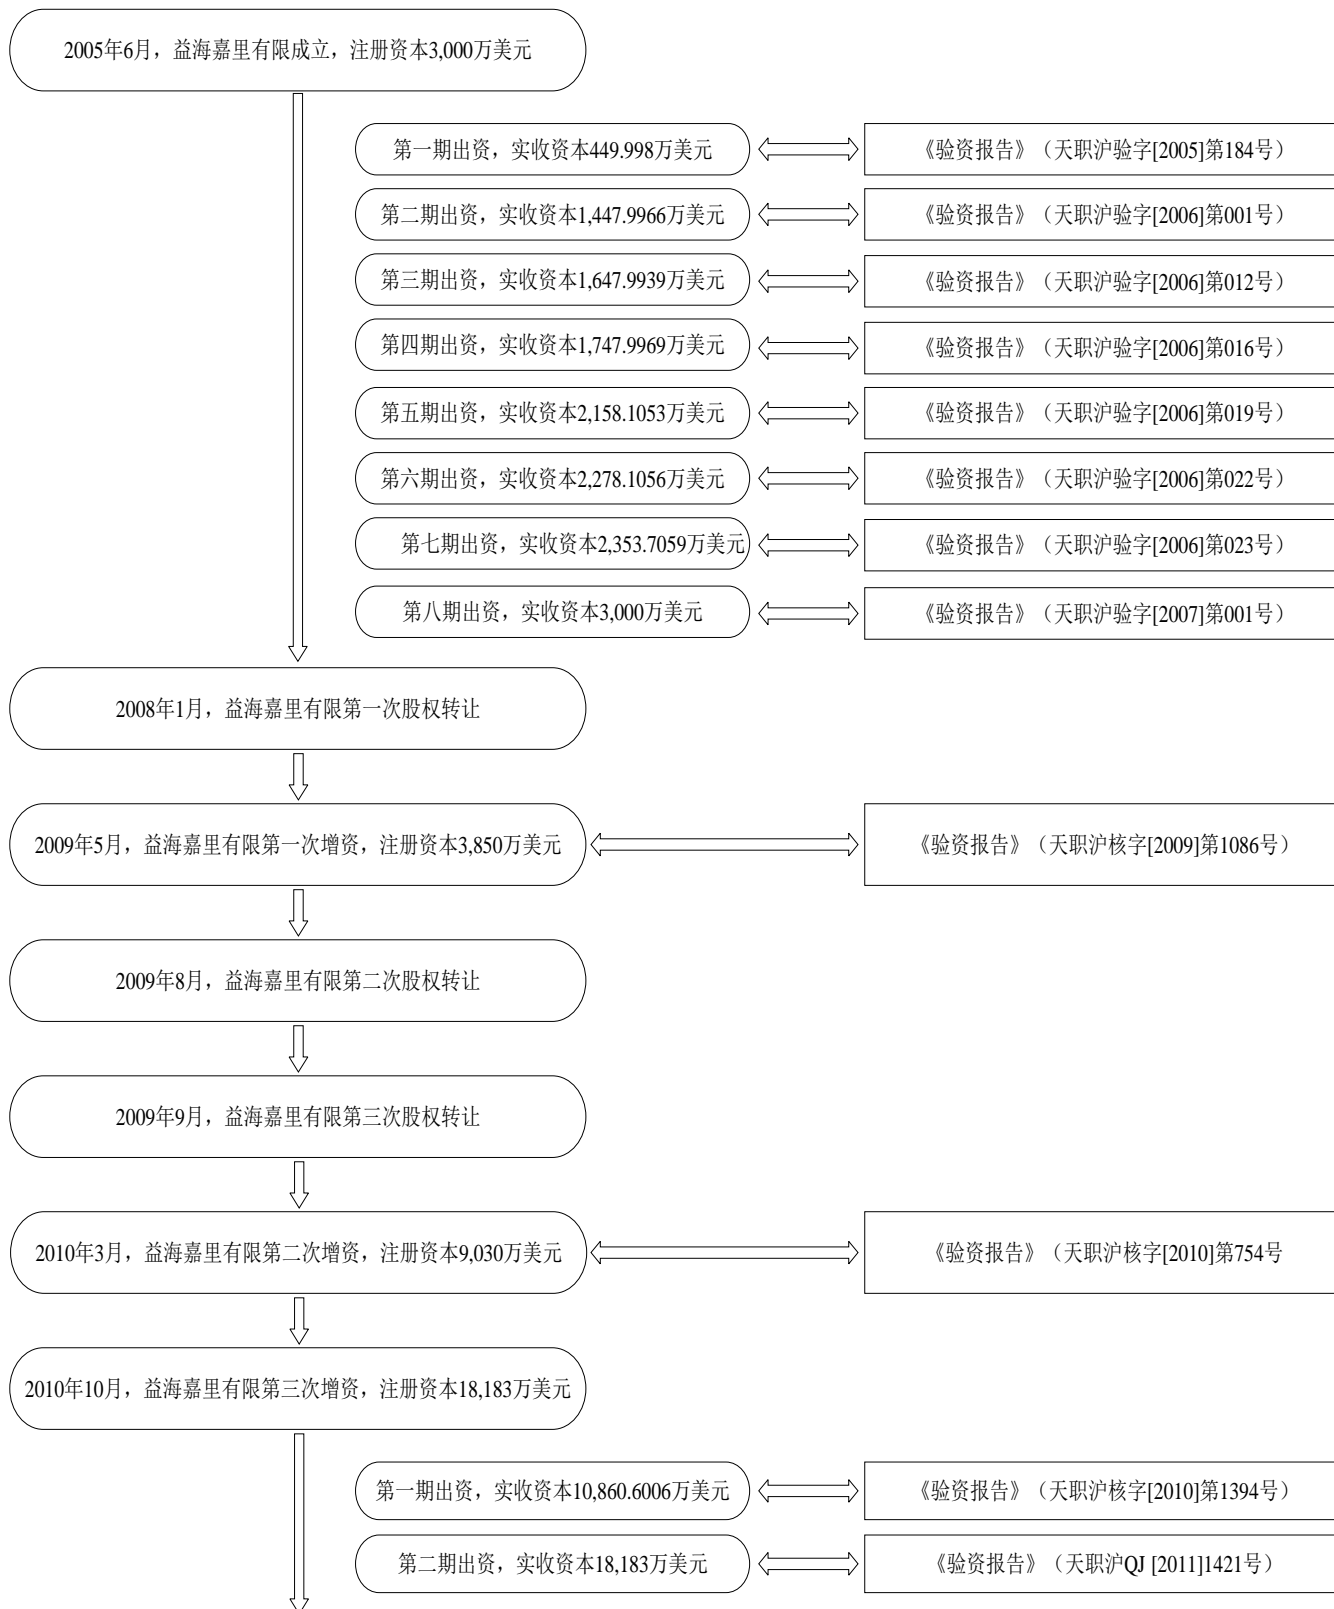 2005年6月，益海嘉里有限成立，注册资本3,000万美元
第一期出资，实收资本449.998万美元
《验资报告》（天职沪验字[2005]第184号）
第二期出资，实收资本1,447.9966万美元
《验资报告》（天职沪验字[2006]第001号）
第三期出资，实收资本1,647.9939万美元
《验资报告》（天职沪验字[2006]第012号）
第四期出资，实收资本1,747.9969万美元
《验资报告》（天职沪验字[2006]第016号）
第五期出资，实收资本2,158.1053万美元
《验资报告》（天职沪验字[2006]第019号）
第六期出资，实收资本2,278.1056万美元
《验资报告》（天职沪验字[2006]第022号）
第七期出资，实收资本2,353.7059万美元
《验资报告》（天职沪验字[2006]第023号）
第八期出资，实收资本3,000万美元
《验资报告》（天职沪验字[2007]第001号）
2008年1月，益海嘉里有限第一次股权转让
2009年5月，益海嘉里有限第一次增资，注册资本3,850万美元
《验资报告》（天职沪核字[2009]第1086号）
2009年8月，益海嘉里有限第二次股权转让
2009年9月，益海嘉里有限第三次股权转让
2010年3月，益海嘉里有限第二次增资，注册资本9,030万美元
《验资报告》（天职沪核字[2010]第754号
2010年10月，益海嘉里有限第三次增资，注册资本18,183万美元
第一期出资，实收资本10,860.6006万美元
《验资报告》（天职沪核字[2010]第1394号）
第二期出资，实收资本18,183万美元
《验资报告》（天职沪QJ [2011]1421号）